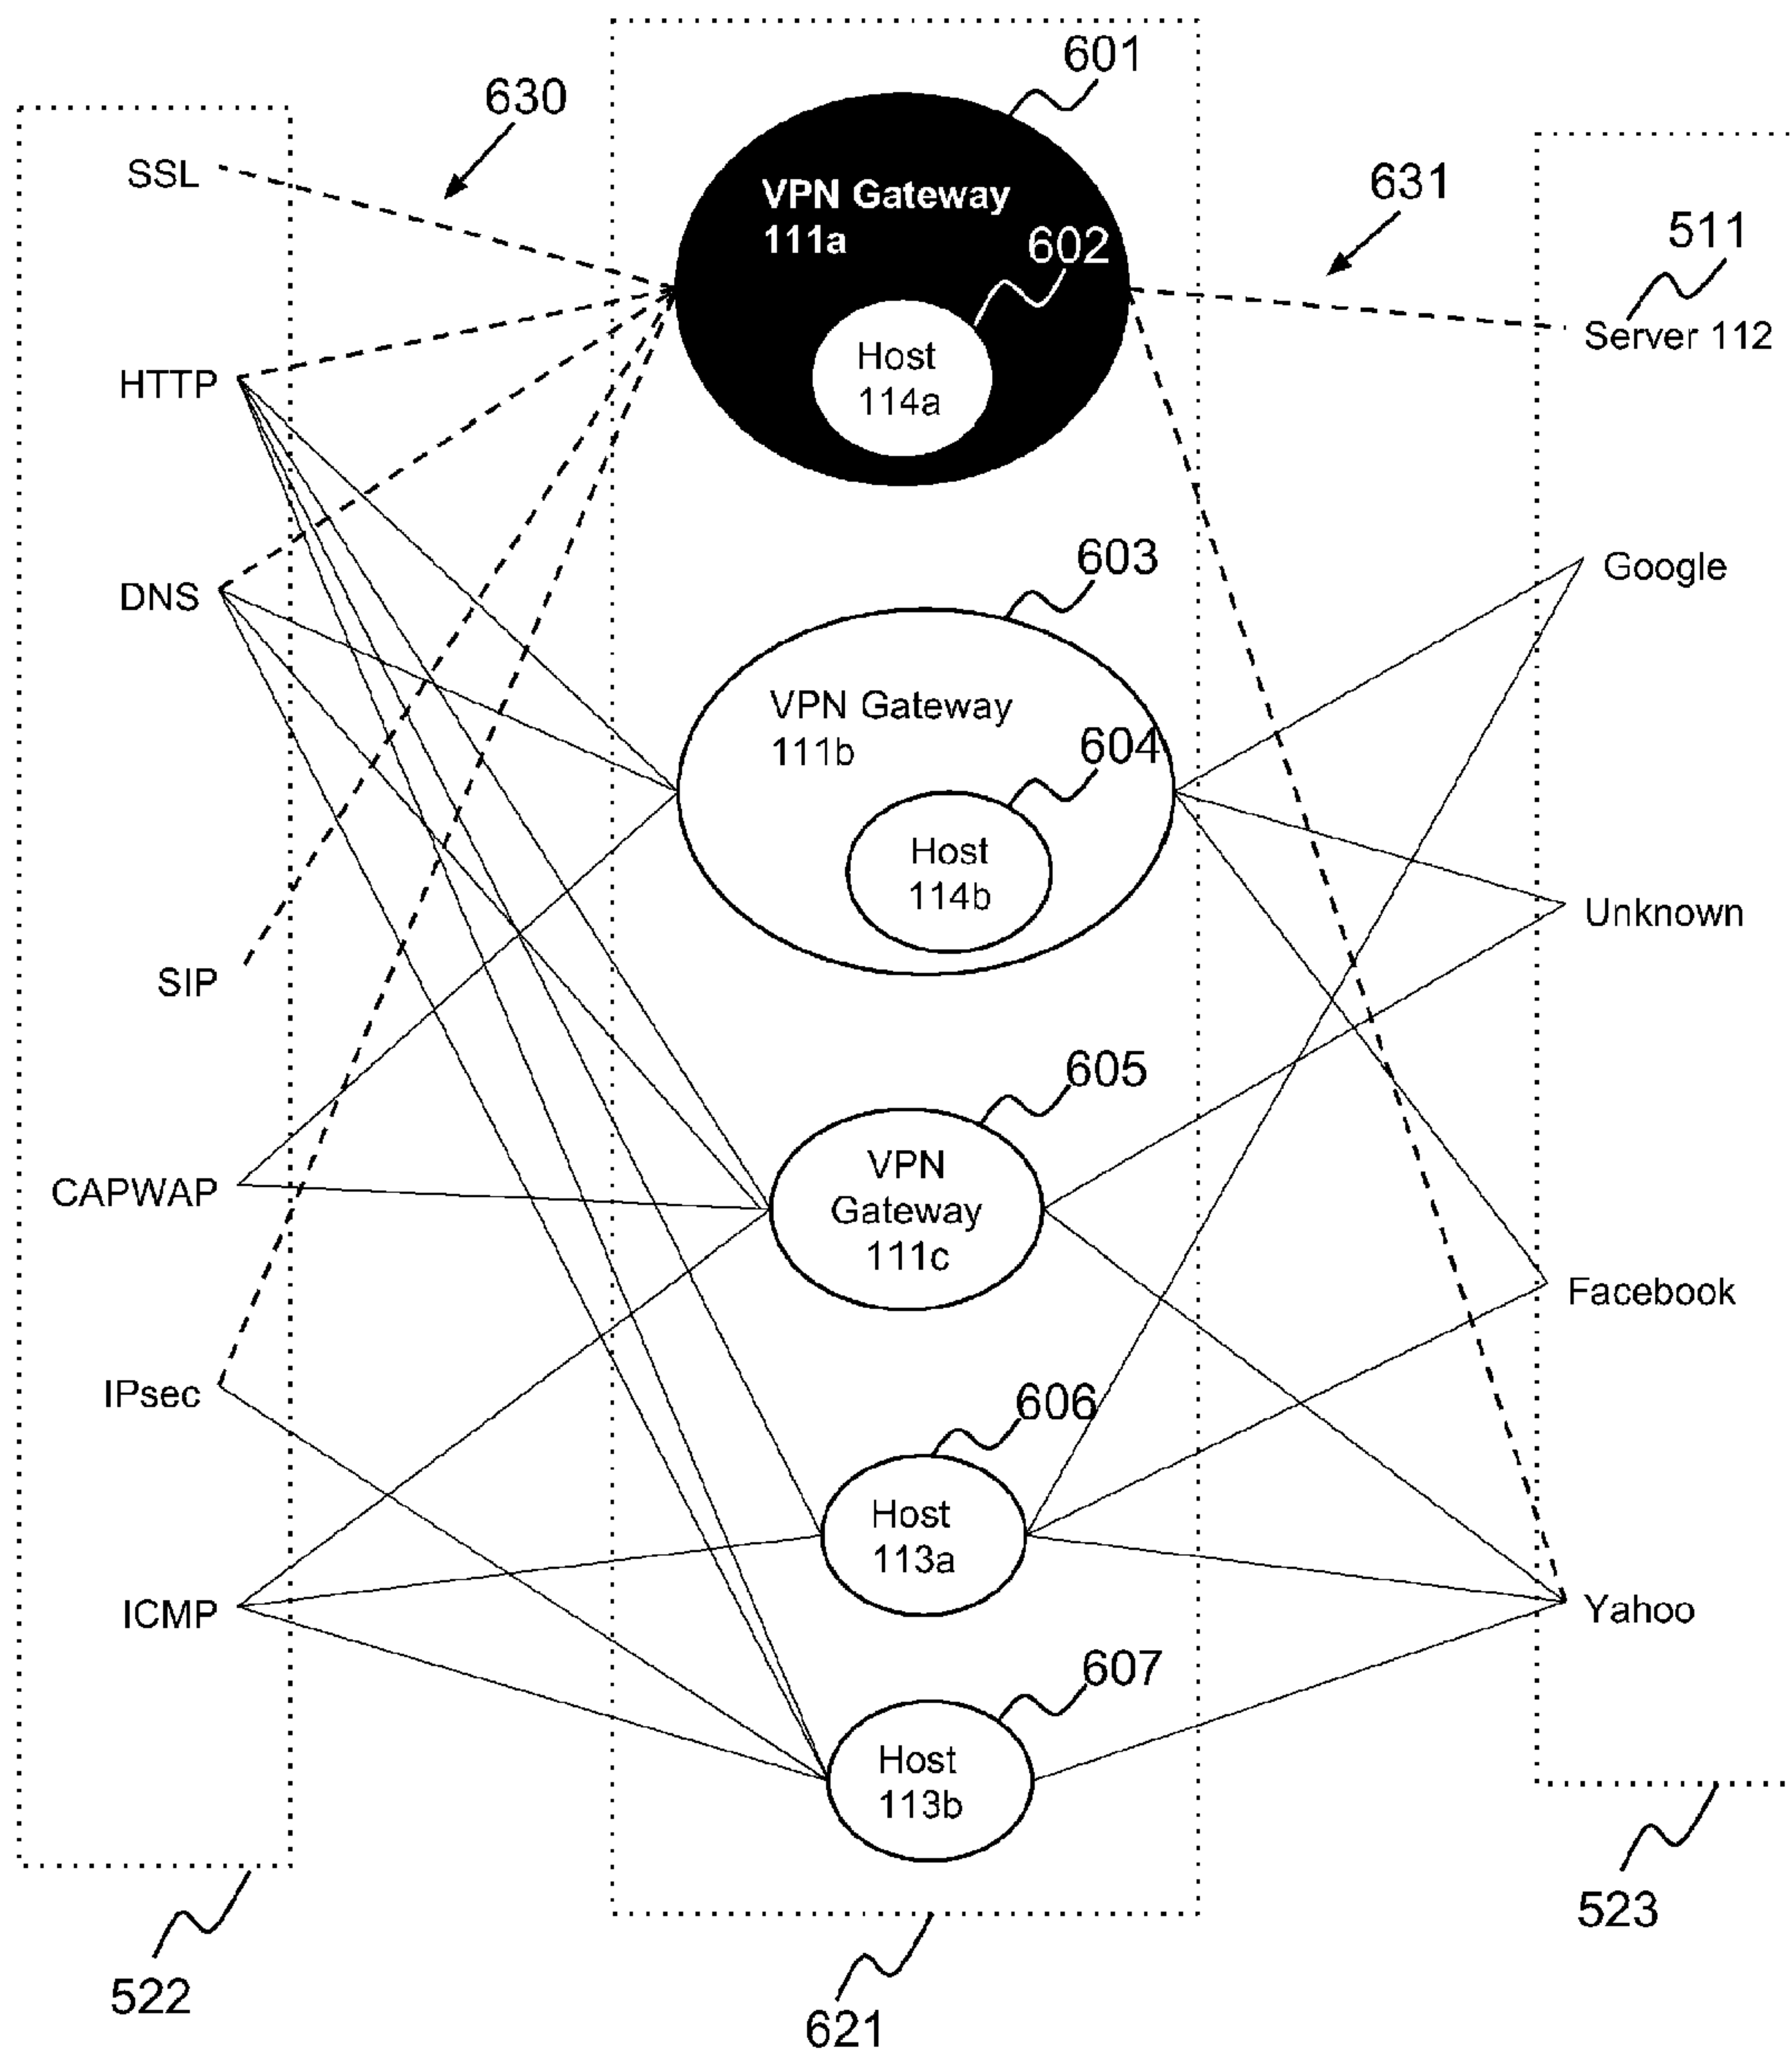 601
630
SSL
VPN Gateway
111a
602
631
511
Server 112
Host
114a
HTTP
603
Google
DNS
VPN Gateway
111b
604
Host
114b
Unknown
SIP
605
CAPWAP
VPN
Gateway
111c
Facebook
606
IPsec
Host
113a
ICMP
Yahoo
607
Host
113b
523
522
621